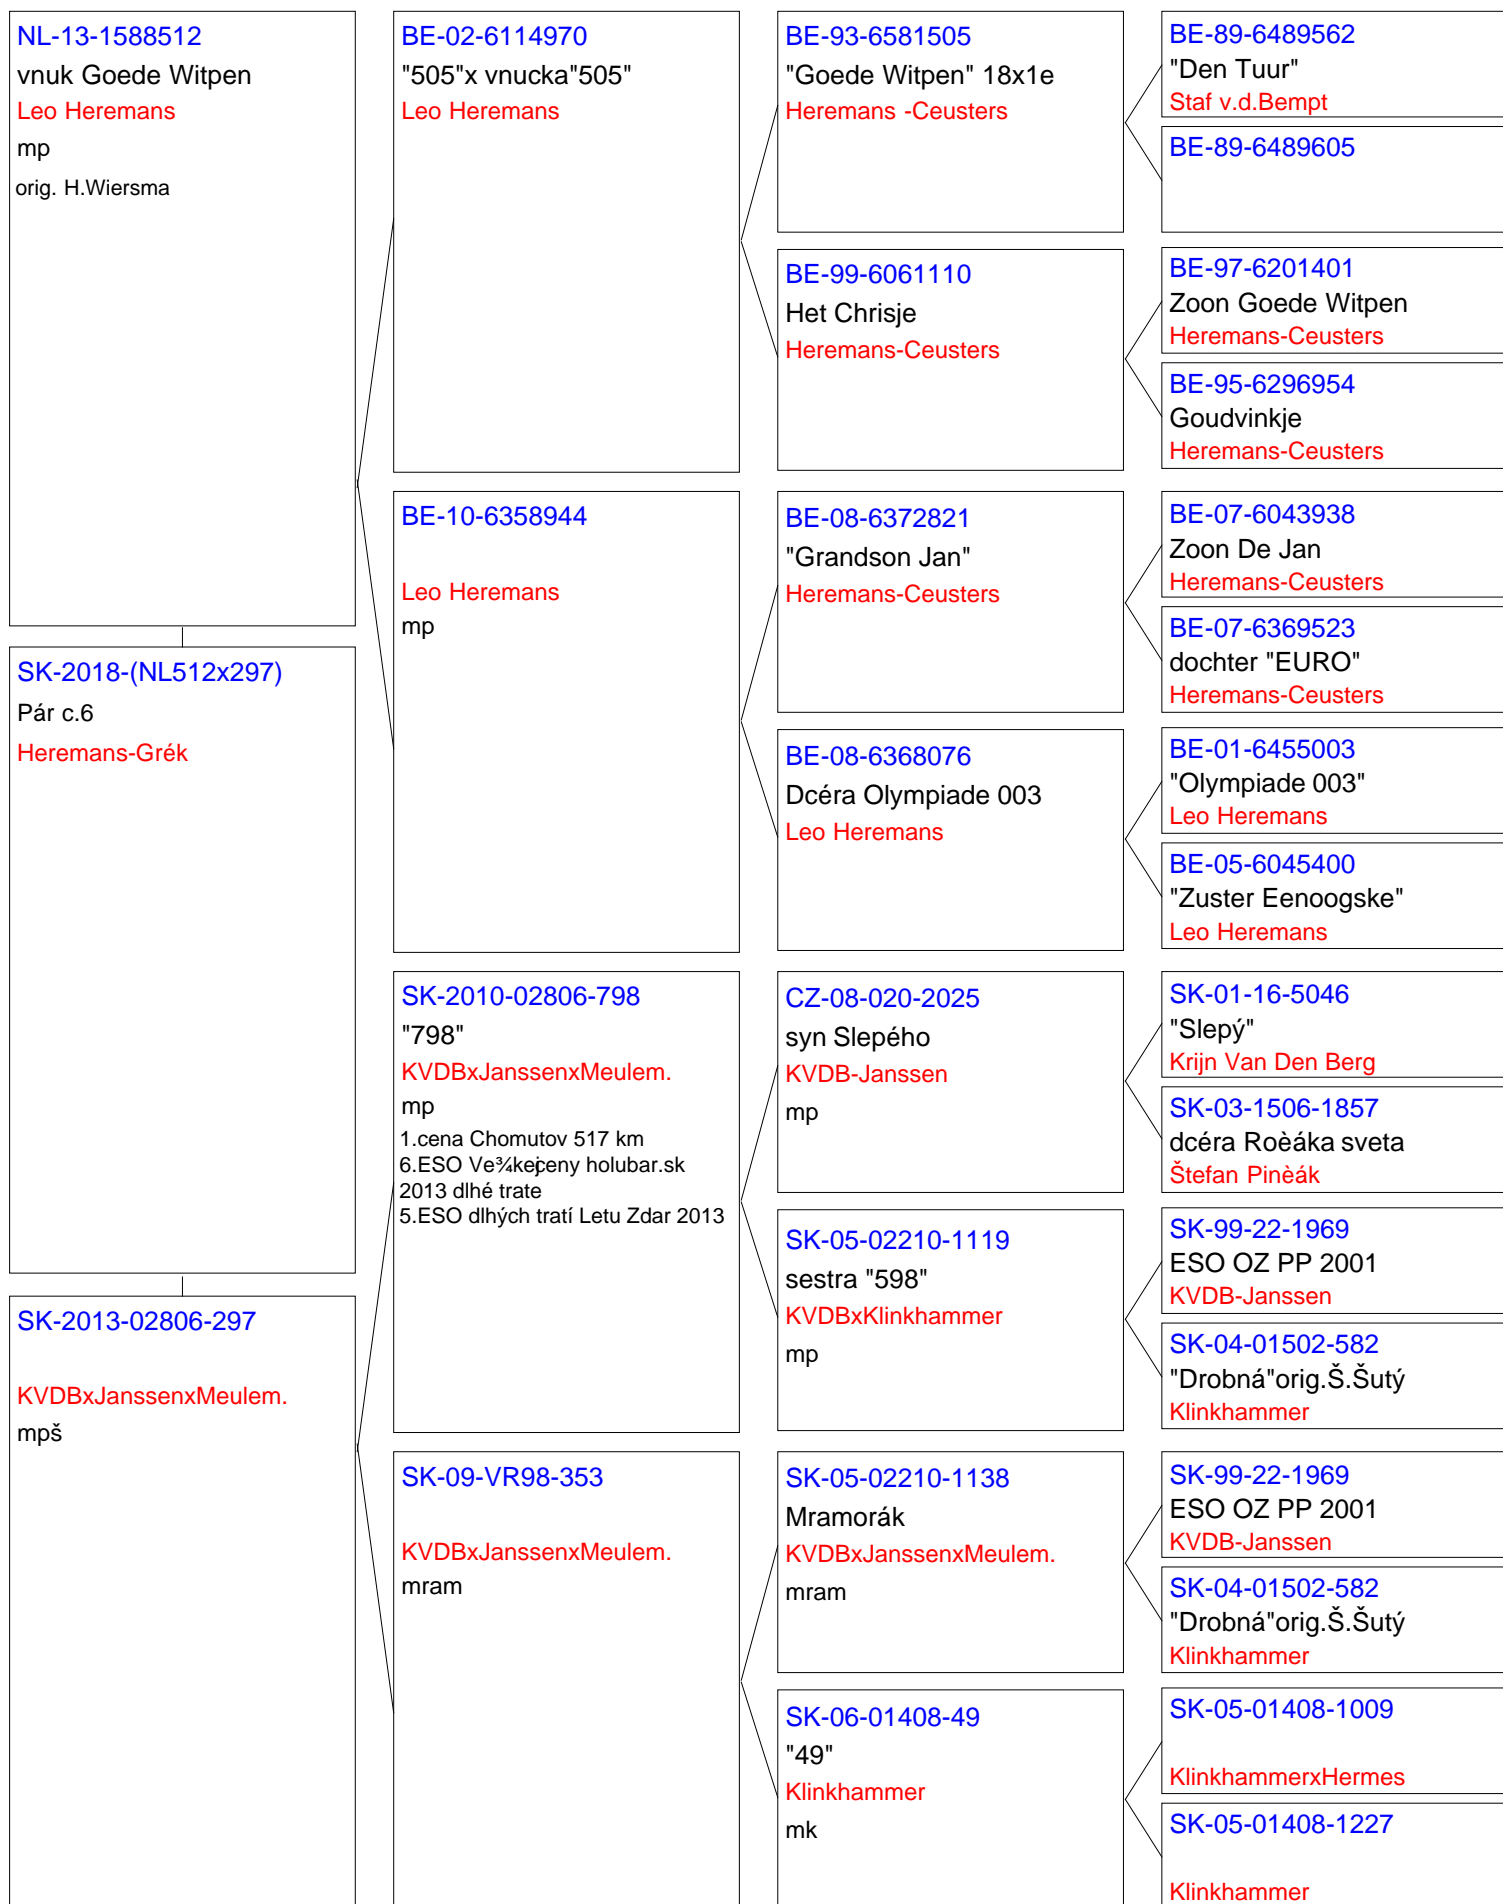 NL-13-1588512
vnuk Goede Witpen
Leo Heremans
mp
orig. H.Wiersma
SK-2018-(NL512x297)
Pár c.6
Heremans-Grék
SK-2013-02806-297
KVDBxJanssenxMeulem.
mpš
BE-02-6114970
"505"x vnucka"505"
Leo Heremans
BE-10-6358944
Leo Heremans
mp
SK-2010-02806-798
"798"
KVDBxJanssenxMeulem.
mp
1.cena Chomutov 517 km
6.ESO Ve¾kejceny holubar.sk
2013 dlhé trate
5.ESO dlhých tratí Letu Zdar 2013
SK-09-VR98-353
KVDBxJanssenxMeulem.
mram
BE-93-6581505
"Goede Witpen" 18x1e
Heremans -Ceusters
BE-99-6061110
Het Chrisje
Heremans-Ceusters
BE-08-6372821
"Grandson Jan"
Heremans-Ceusters
BE-08-6368076
Dcéra Olympiade 003
Leo Heremans
CZ-08-020-2025
syn Slepého
KVDB-Janssen
mp
SK-05-02210-1119
sestra "598"
KVDBxKlinkhammer
mp
SK-05-02210-1138
Mramorák
KVDBxJanssenxMeulem.
mram
SK-06-01408-49
"49"
Klinkhammer
mk
BE-89-6489562
"Den Tuur"
Staf v.d.Bempt
BE-89-6489605
BE-97-6201401
Zoon Goede Witpen
Heremans-Ceusters
BE-95-6296954
Goudvinkje
Heremans-Ceusters
BE-07-6043938
Zoon De Jan
Heremans-Ceusters
BE-07-6369523
dochter "EURO"
Heremans-Ceusters
BE-01-6455003
"Olympiade 003"
Leo Heremans
BE-05-6045400
"Zuster Eenoogske"
Leo Heremans
SK-01-16-5046
"Slepý"
Krijn Van Den Berg
SK-03-1506-1857
dcéra Roèáka sveta
Štefan Pinèák
SK-99-22-1969
ESO OZ PP 2001
KVDB-Janssen
SK-04-01502-582
"Drobná"orig.Š.Šutý
Klinkhammer
SK-99-22-1969
ESO OZ PP 2001
KVDB-Janssen
SK-04-01502-582
"Drobná"orig.Š.Šutý
Klinkhammer
SK-05-01408-1009
KlinkhammerxHermes
SK-05-01408-1227
Klinkhammer